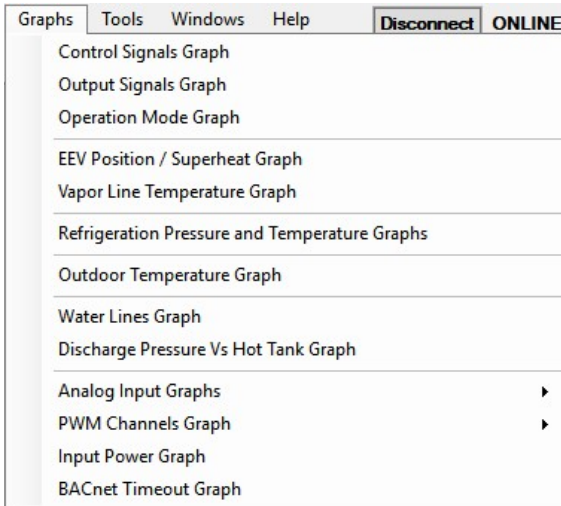 Graphs Tools Windows Help Disconnect ONLINE
Control Signals Graph
Output Signals Graph
Operation Mode Graph
EEV Position / Superheat Graph
Vapor Line Temperature Graph
Refrigeration Pressure and Temperature Graphs
Outdoor Temperature Graph
Water Lines Graph
Discharge Pressure Vs Hot Tank Graph
Analog Input Graphs
PWM Channels Graph
Input Power Graph
BACnet Timeout Graph